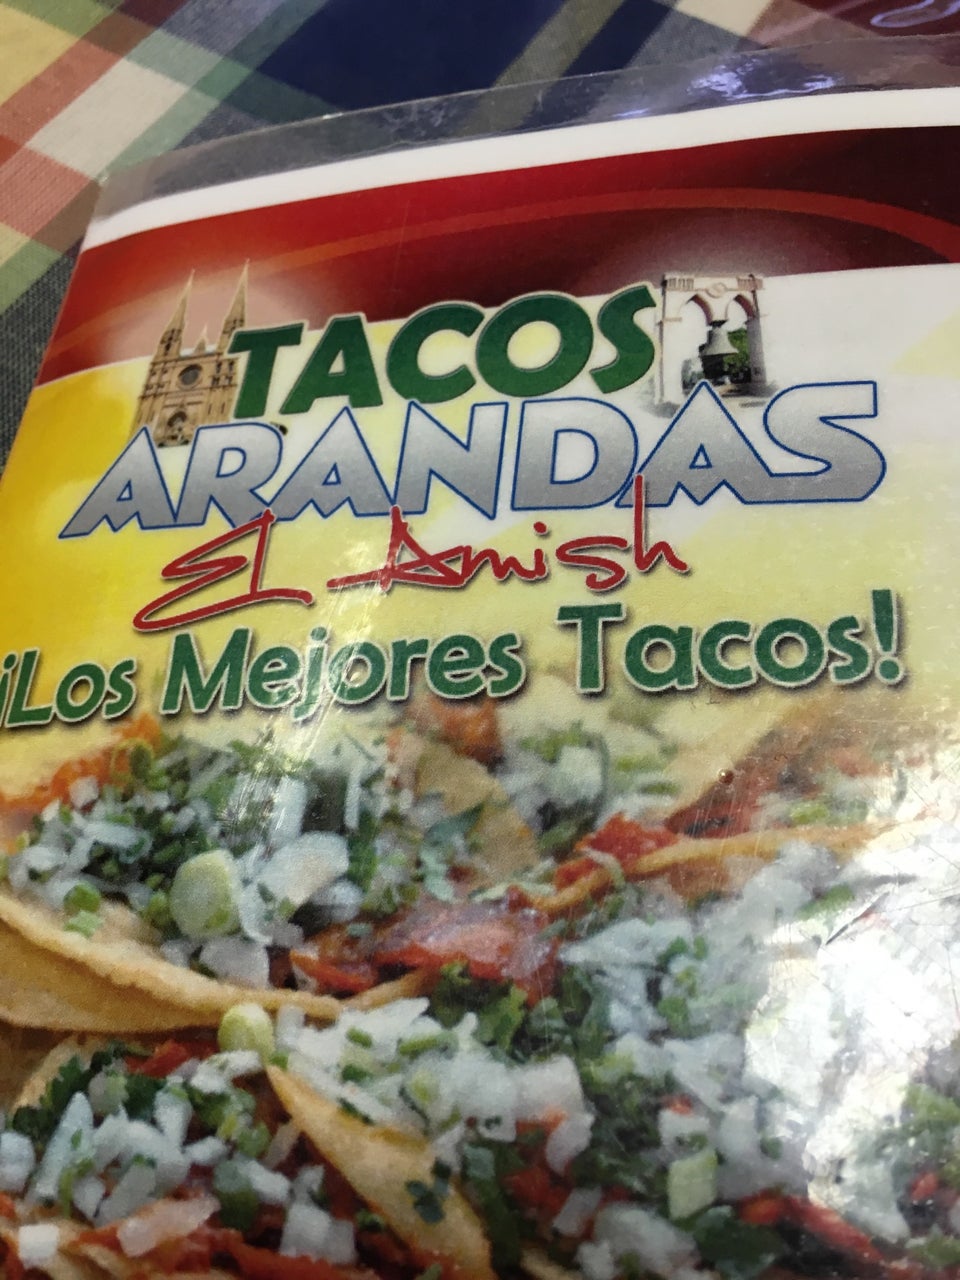 TACOS
ARANDAS
El Amish
¡Los Mejores Tacos!